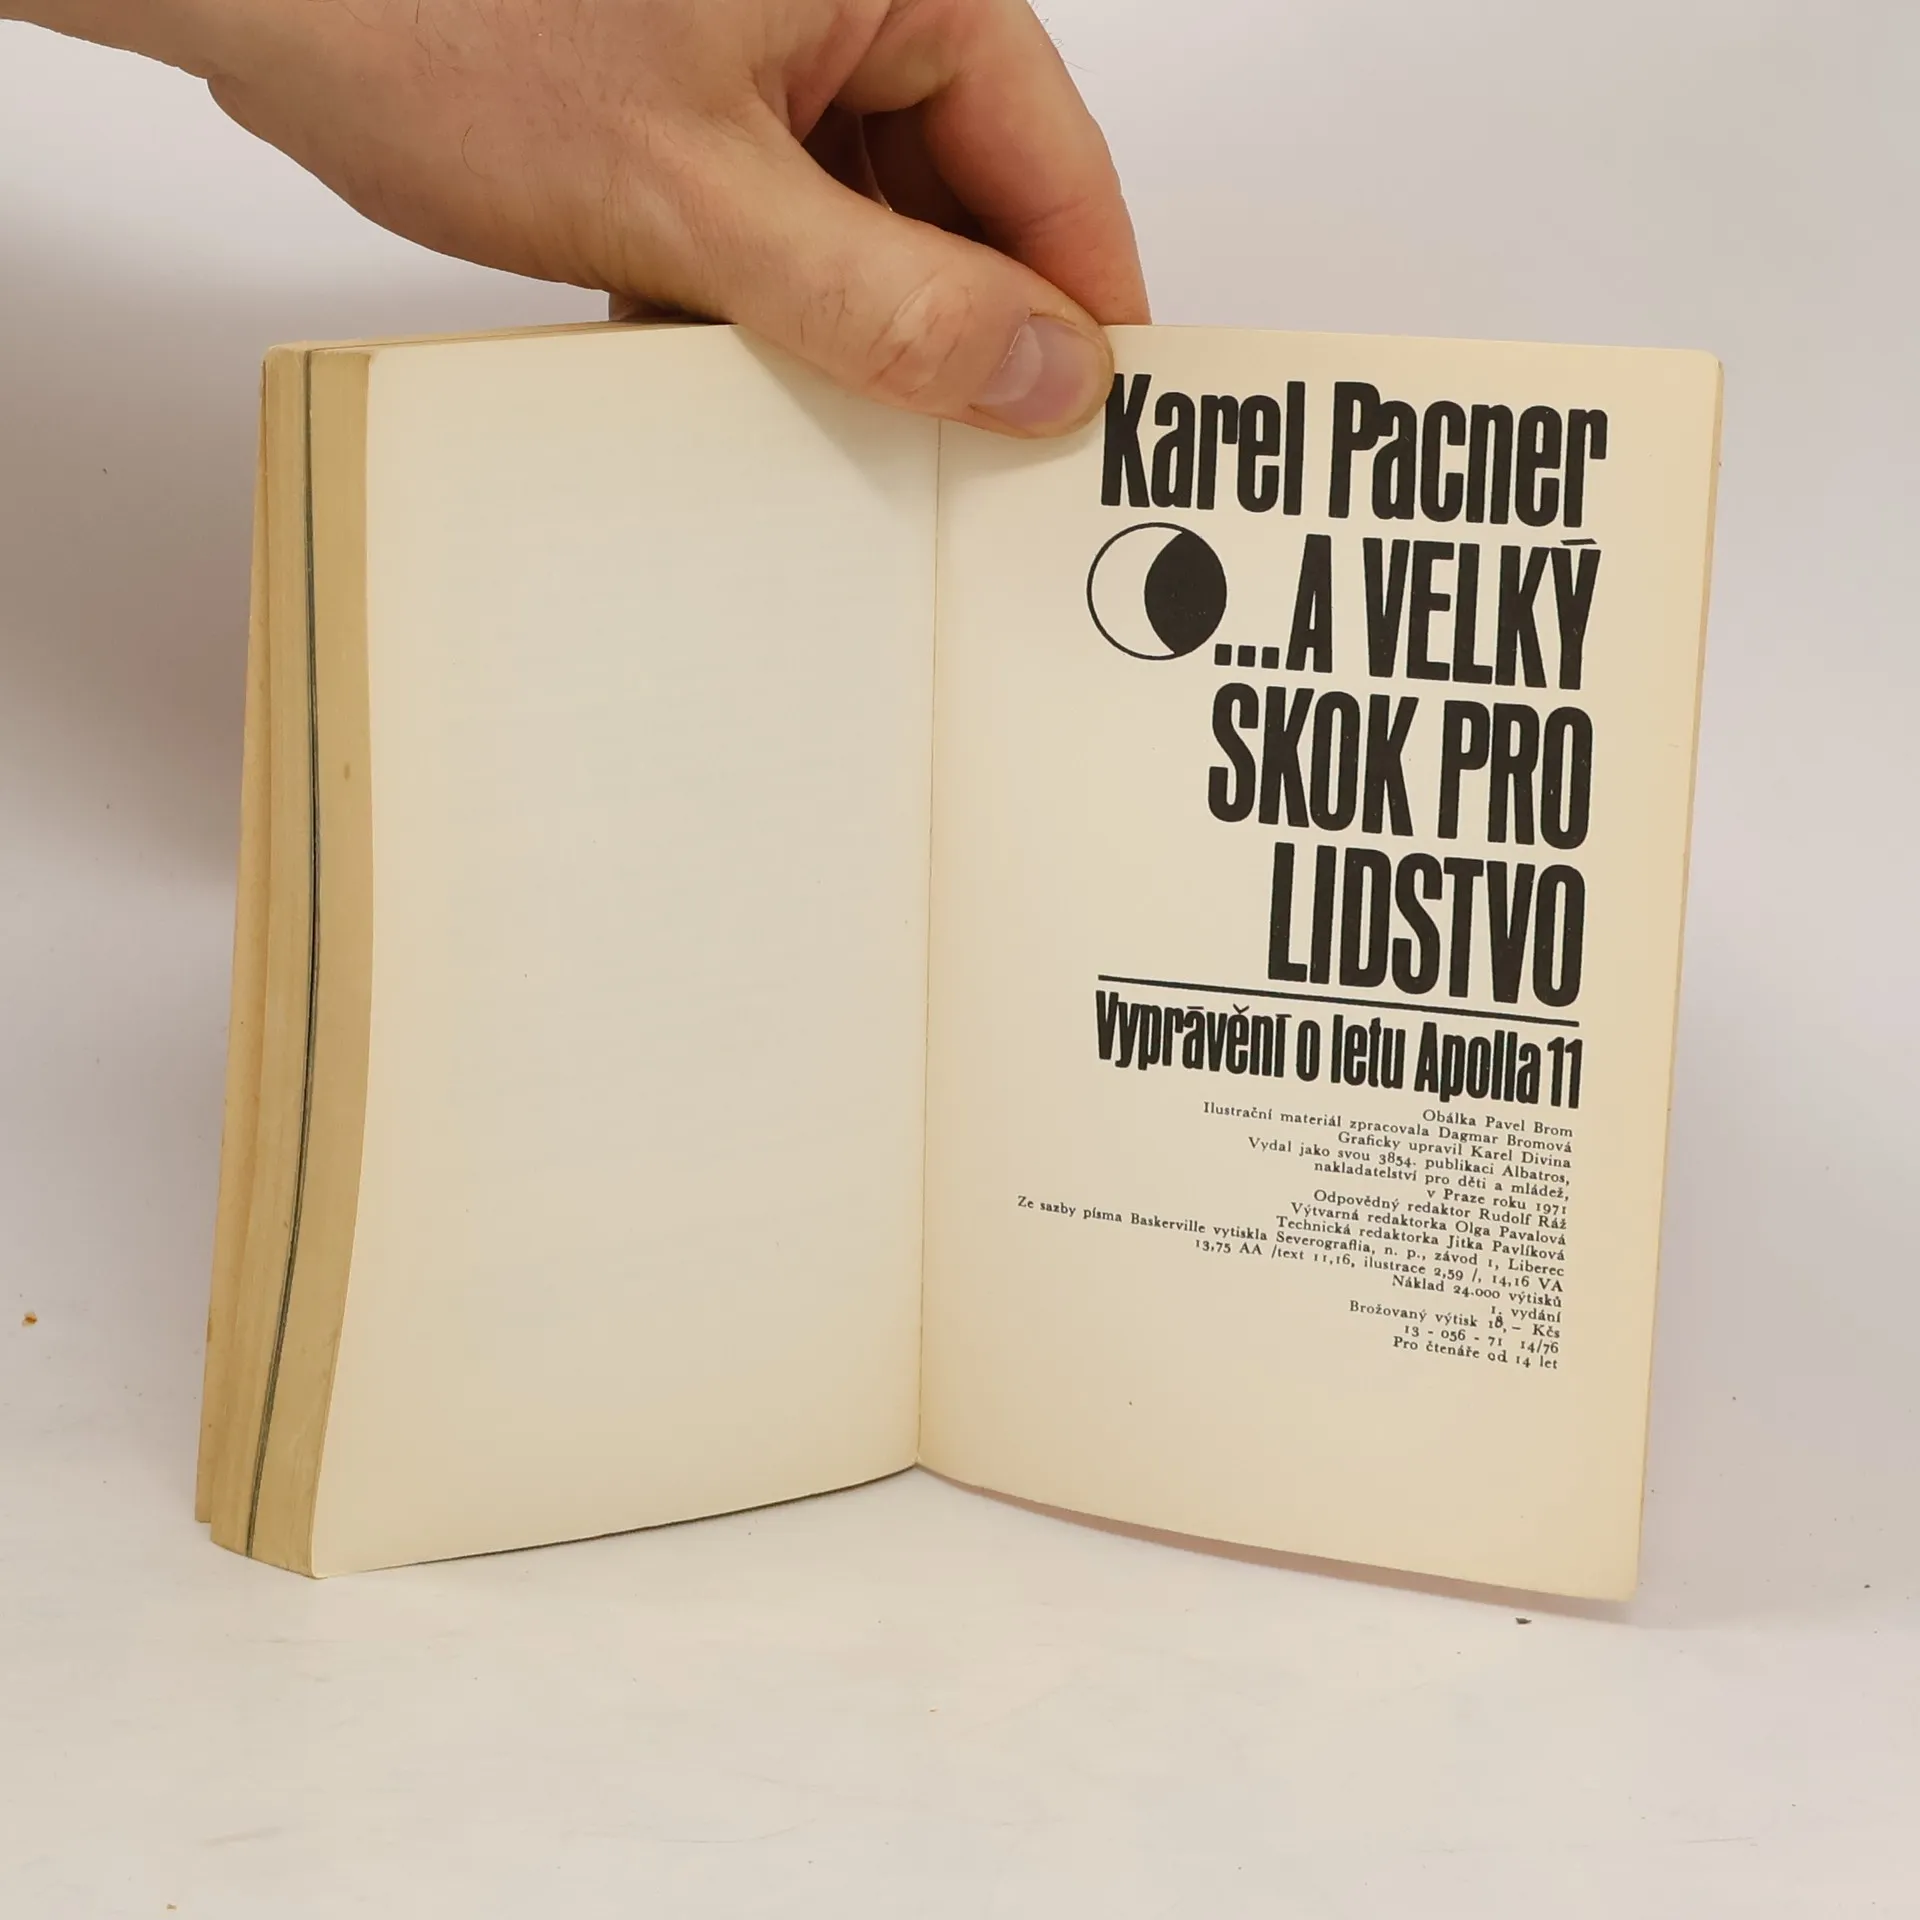 Karel Pacner
...A VELKÝ
SKOK PRO
LIDSTVO
Vyprávění o letu Apolla 11
Obálka Pavel Brom
Ilustrační materiál zpracovala Dagmar Bromová
Graficky upravil Karel Divina
Vydal jako svou 3854. publikaci Albatros,
nakladatelství pro děti a mládež,
v Praze roku 1971
Odpovědný redaktor Rudolf Ráž
Výtvarná redaktorka Olga Pavalová
Technická redaktorka Jitka Pavlíková
Ze sazby písma Baskerville vytiskla Severografia, n. p., závod 1, Liberec
13,75 AA /text 11,16, ilustrace 2,59 /, 14,16 VA
Náklad 24.000 výtisků
1. vydání
Brožovaný výtisk 18,– Kčs
13 - 056 - 71 14/76
Pro čtenáře od 14 let